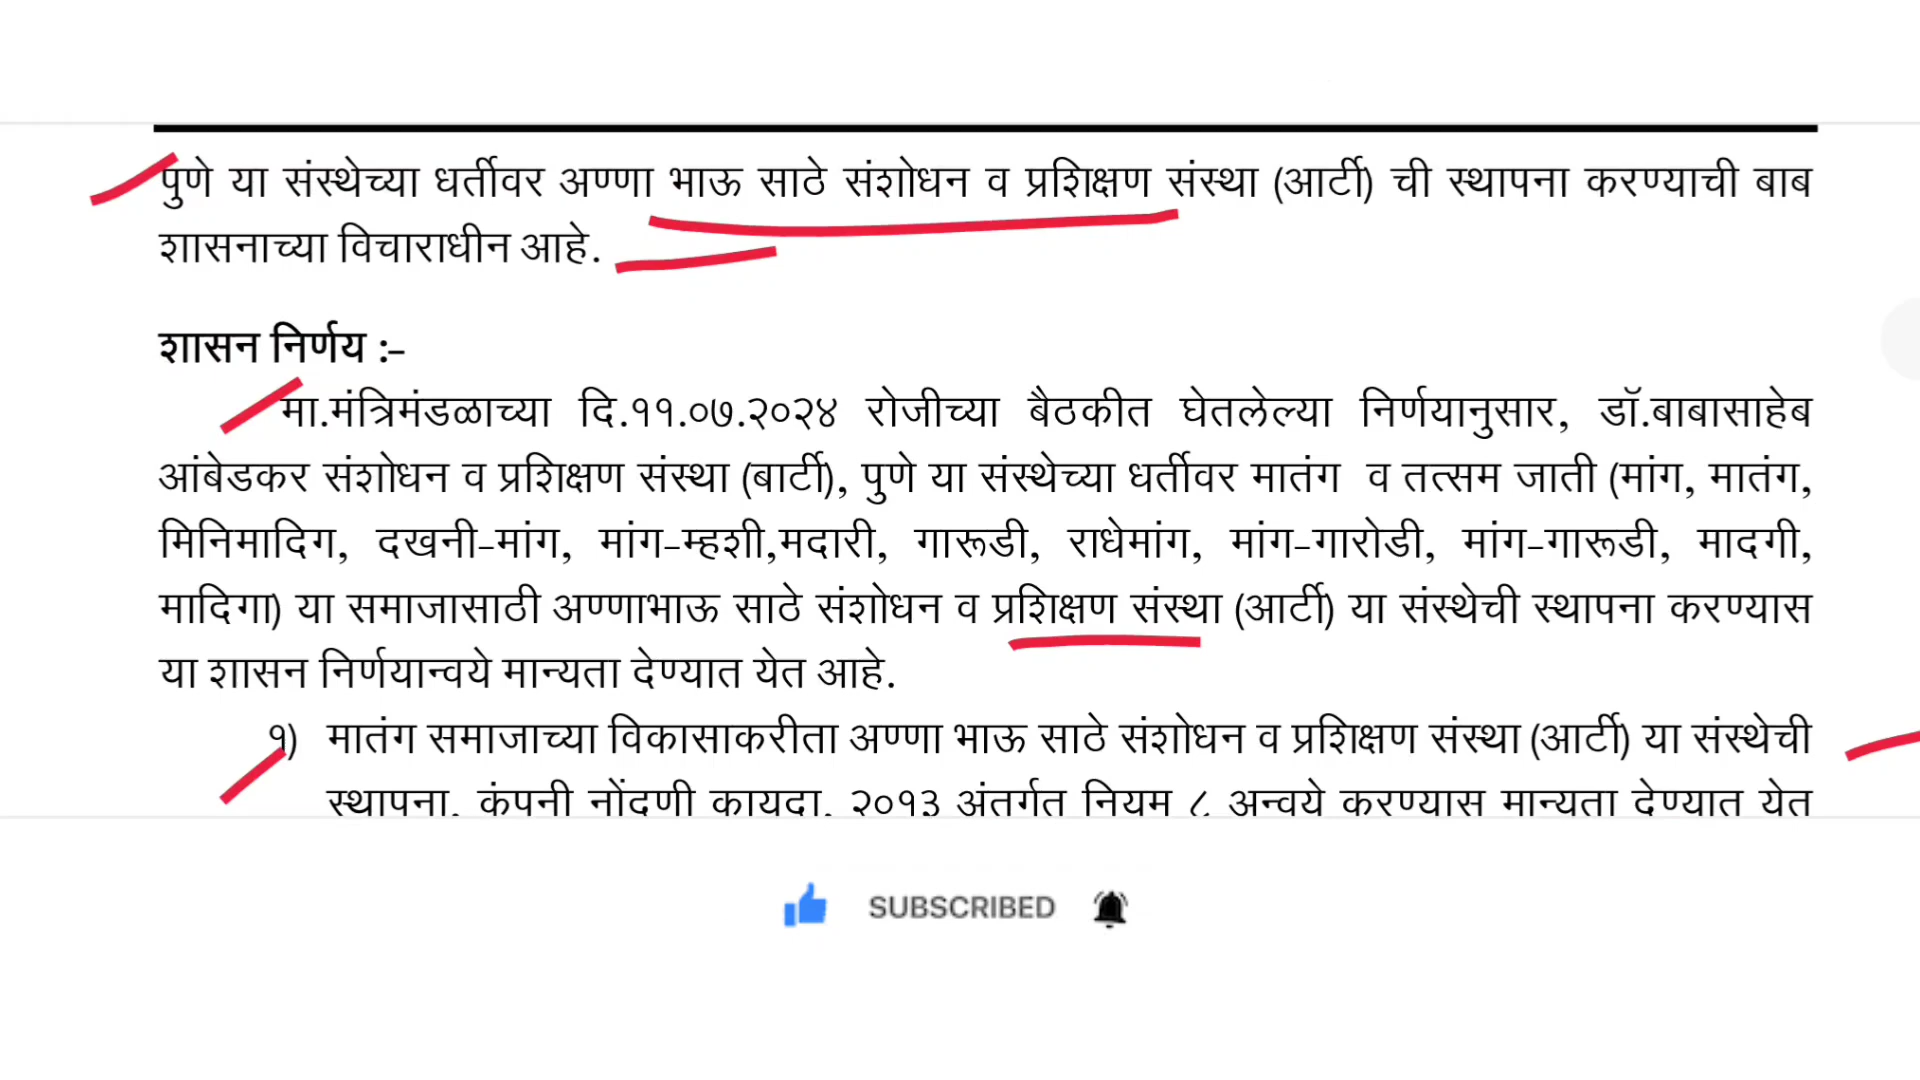 पुणे या संस्थेच्या धर्तीवर अण्णा भाऊ साठे संशोधन व प्रशिक्षण संस्था (आर्टी) ची स्थापना करण्याची बाब
शासनाच्या विचाराधीन आहे.
शासन निर्णय :-
मा.मंत्रिमंडळाच्या दि.११.०७.२०२४ रोजीच्या बैठकीत घेतलेल्या निर्णयानुसार, डॉ.बाबासाहेब
आंबेडकर संशोधन व प्रशिक्षण संस्था (बार्टी), पुणे या संस्थेच्या धर्तीवर मातंग व तत्सम जाती (मांग, मातंग,
मिनिमादिग, दखनी-मांग, मांग-म्हशी,मदारी, गारूडी, राधेमांग, मांग-गारोडी, मांग-गारूडी, मादगी,
मादिगा) या समाजासाठी अण्णाभाऊ साठे संशोधन व प्रशिक्षण संस्था (आर्टी) या संस्थेची स्थापना करण्यास
या शासन निर्णयान्वये मान्यता देण्यात येत आहे.
१) मातंग समाजाच्या विकासाकरीता अण्णा भाऊ साठे संशोधन व प्रशिक्षण संस्था (आर्टी) या संस्थेची
स्थापना, कंपनी नोंदणी कायदा, २०१३ अंतर्गत नियम ८ अन्वये करण्यास मान्यता देण्यात येत
SUBSCRIBED